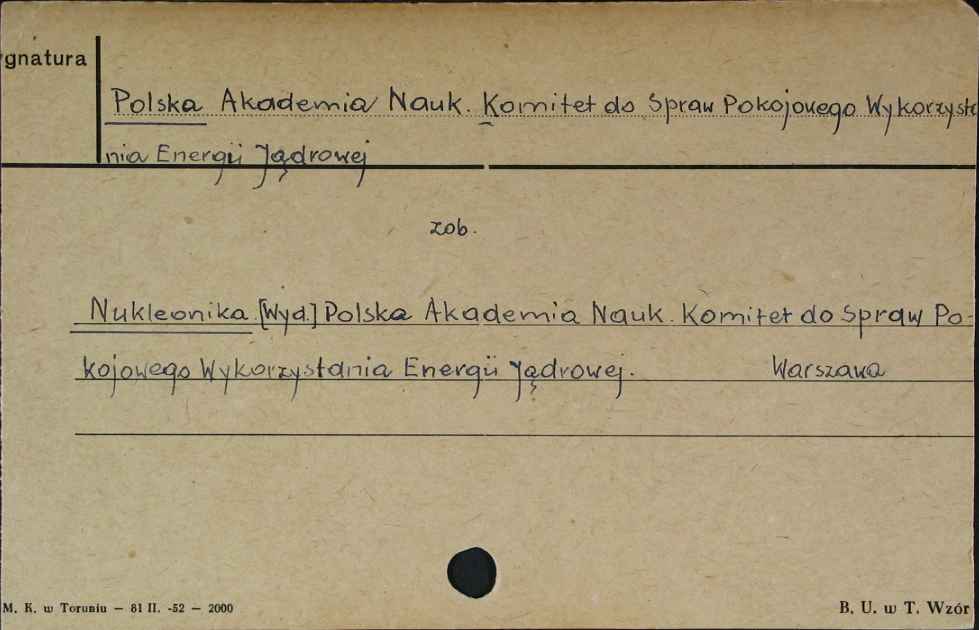 ygnatura
Polska Akademia Nauk. Komitet do Spraw Pokojowego Wykorzysta
nia Energii Jądrowej
zob.
Nukleonika. [Wyd.] Polska Akademia Nauk. Komitet do Spraw Po-
kojowego Wykorzystania Energii Jądrowej. Warszawa
M. K. w Toruniu — 81 II. -52 — 2000
B. U. w T. Wzór